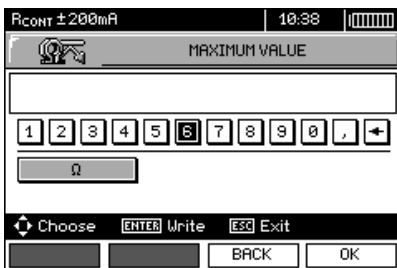 RCONT ±200mA 10:38
MAXIMUM VALUE
1 2 3 4 5 6 7 8 9 0 , ←
Ω
Choose ENTER Write ESC Exit
BACK OK